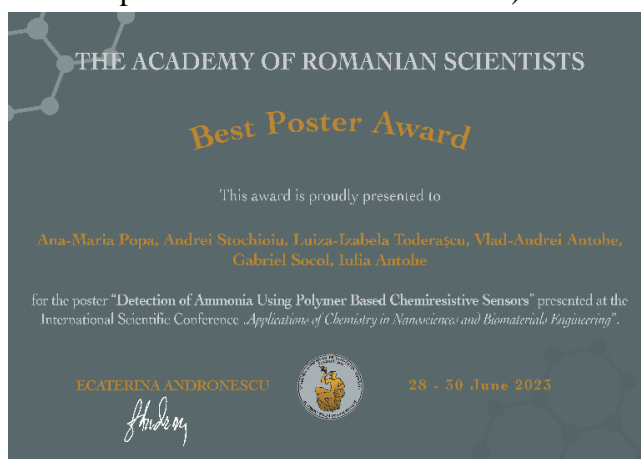 THE ACADEMY OF ROMANIAN SCIENTISTS
Best Poster Award
This award is proudly presented to
Ana-Maria Popa, Andrei Stochioiu, Luiza-Izabela Toderaşcu, Vlad-Andrei Antohe,
Gabriel Socol, Iulia Antohe
for the poster "Detection of Ammonia Using Polymer Based Chemiresistive Sensors" presented at the
International Scientific Conference „Applications of Chemistry in Nanosciences and Biomaterials Engineering".
ECATERINA ANDRONESCU
28 - 30 June 2023